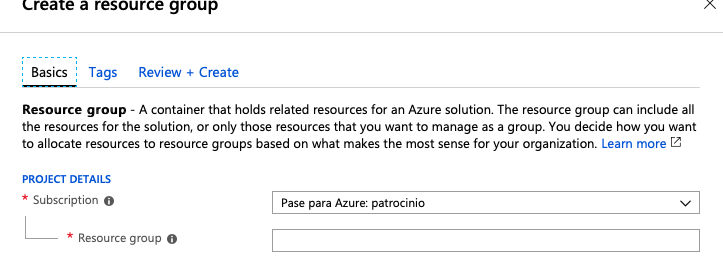 Create a resource group
Basics Tags Review + Create
Resource group - A container that holds related resources for an Azure solution. The resource group can include all
the resources for the solution, or only those resources that you want to manage as a group. You decide how you want
to allocate resources to resource groups based on what makes the most sense for your organization. Learn more
PROJECT DETAILS
* Subscription Pase para Azure: patrocinio
* Resource group